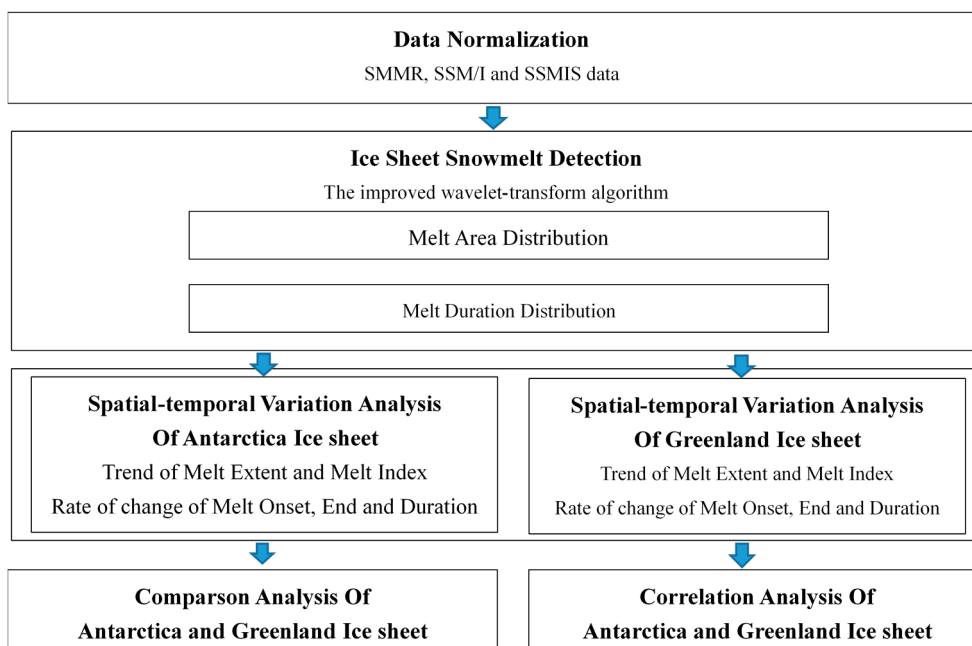 Data Normalization
SMMR, SSM/I and SSMIS data
Ice Sheet Snowmelt Detection
The improved wavelet-transform algorithm
Melt Area Distribution
Melt Duration Distribution
Spatial-temporal Variation Analysis
Of Antarctica Ice sheet
Trend of Melt Extent and Melt Index
Rate of change of Melt Onset, End and Duration
Spatial-temporal Variation Analysis
Of Greenland Ice sheet
Trend of Melt Extent and Melt Index
Rate of change of Melt Onset, End and Duration
Comparson Analysis Of
Antarctica and Greenland Ice sheet
Correlation Analysis Of
Antarctica and Greenland Ice sheet